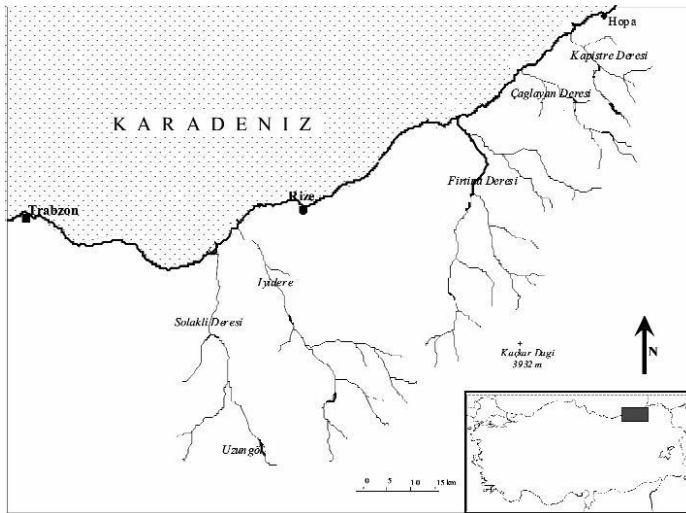 Hopa
Kapistre Deresi
Çaglayan Deresi
KARADENIZ
Firtina Deresi
Rize
Trabzon
Iyidere
Solakli Deresi
Kaçkar Dagi
3932 m
N
Uzungöl
0 5 10 15 km